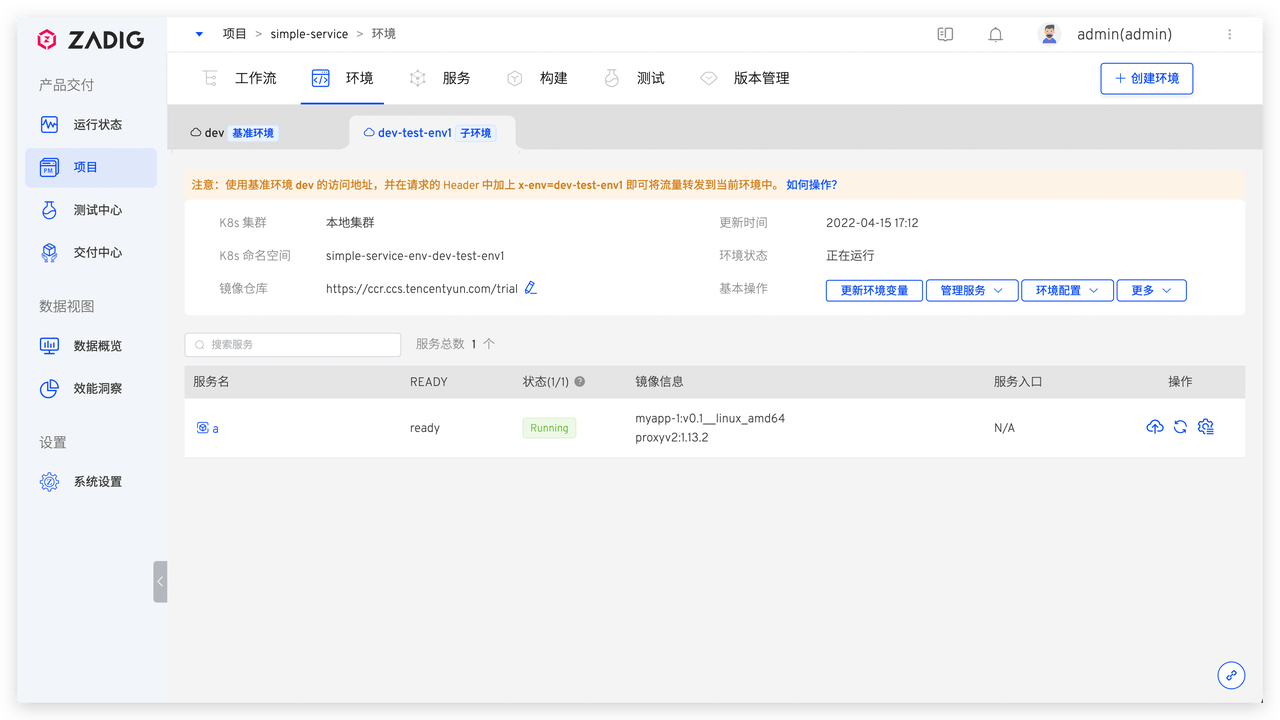 ZADIG
产品交付
运行状态
项目
测试中心
交付中心
数据视图
数据概览
效能洞察
设置
系统设置
项目 > simple-service > 环境
admin(admin)
工作流 环境 服务 构建 测试 版本管理
+ 创建环境
dev 基准环境 dev-test-env1 子环境
注意：使用基准环境 dev 的访问地址，并在请求的 Header 中加上 x-env=dev-test-env1 即可将流量转发到当前环境中。 如何操作?
K8s 集群 本地集群 更新时间 2022-04-15 17:12
K8s 命名空间 simple-service-env-dev-test-env1 环境状态 正在运行
镜像仓库 https://ccr.ccs.tencentyun.com/trial 基本操作 更新环境变量 管理服务 环境配置 更多
搜索服务 服务总数 1 个
服务名 READY 状态(1/1) 镜像信息 服务入口 操作
a ready Running myapp-1:v0.1__linux_amd64 N/A
proxyv2:1.13.2